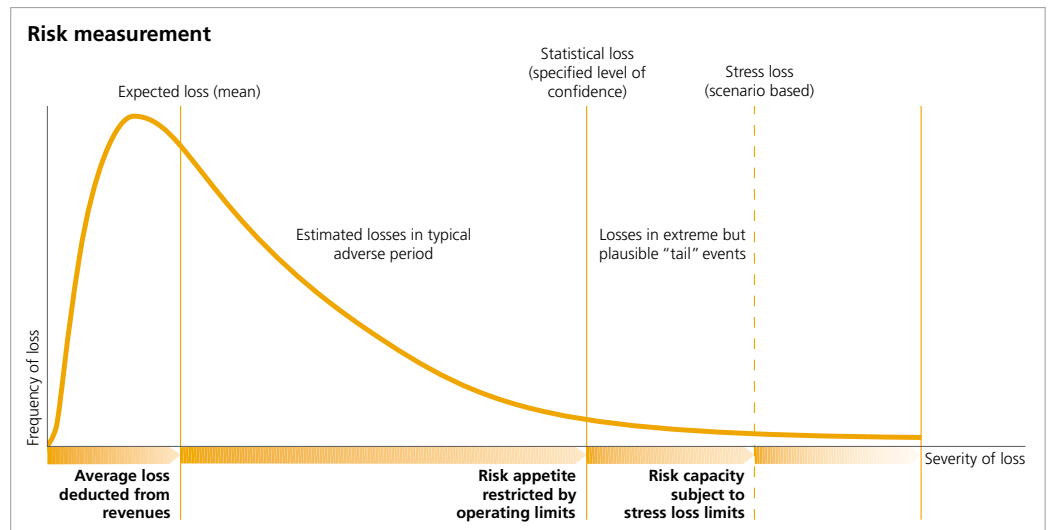 Risk measurement
Statistical loss
(specified level of
confidence)
Stress loss
(scenario based)
Expected loss (mean)
Estimated losses in typical
adverse period
Losses in extreme but
plausible “tail” events
Frequency of loss
Severity of loss
Average loss
deducted from
revenues
Risk appetite
restricted by
operating limits
Risk capacity
subject to
stress loss limits